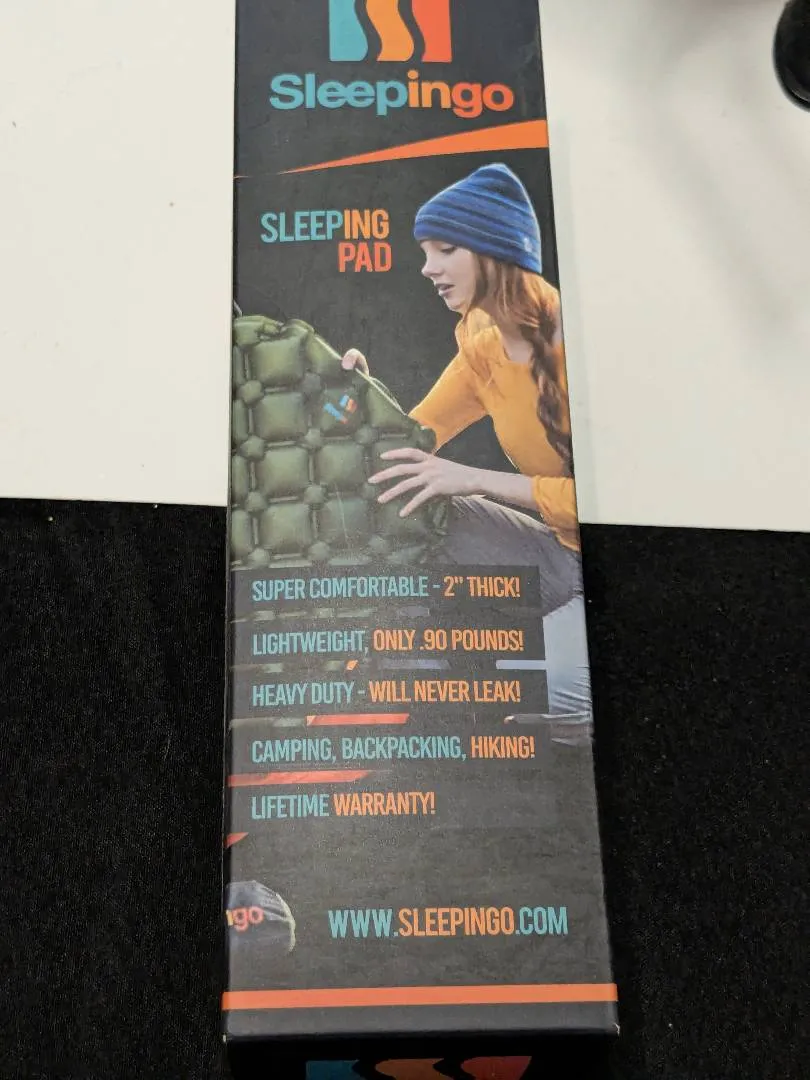 Sleepingo
SLEEPING
PAD
SUPER COMFORTABLE - 2" THICK!
LIGHTWEIGHT, ONLY .90 POUNDS!
HEAVY DUTY - WILL NEVER LEAK!
CAMPING, BACKPACKING, HIKING!
LIFETIME WARRANTY!
ngo
WWW.SLEEPINGO.COM